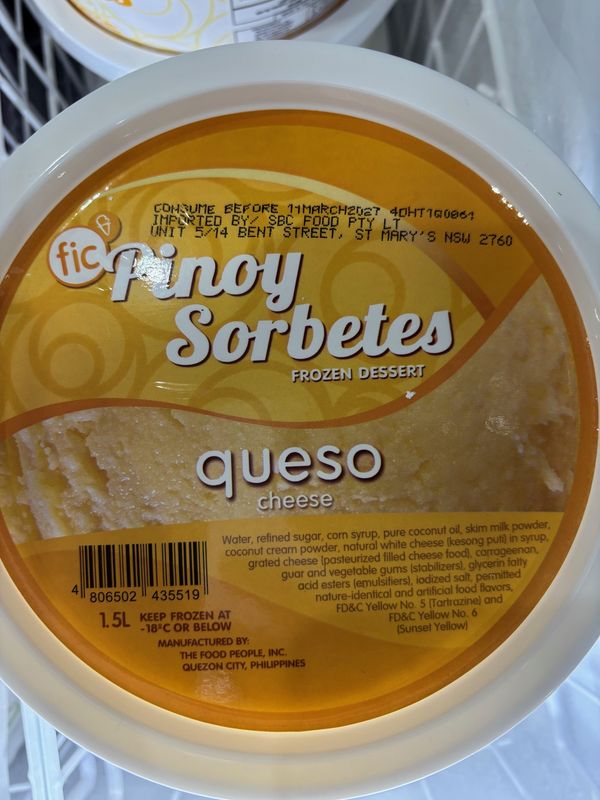 CONSUME BEFORE 11MARCH2027 4DHT1G0061
IMPORTED BY/ SBC FOOD PTY LT
UNIT 5/14 BENT STREET, ST MARY'S NSW 2760
fic
Pinoy
Sorbetes
FROZEN DESSERT
queso
cheese
Water, refined sugar, corn syrup, pure coconut oil, skim milk powder,
coconut cream powder, natural white cheese (kesong puti) in syrup,
grated cheese (pasteurized filled cheese food), carrageenan,
guar and vegetable gums (stabilizers), glycerin fatty
acid esters (emulsifiers), iodized salt, permitted
nature-identical and artificial food flavors,
FD&C Yellow No. 5 (Tartrazine) and
FD&C Yellow No. 6
(Sunset Yellow)
4 806502 435519
1.5L KEEP FROZEN AT
-18ºC OR BELOW
MANUFACTURED BY:
THE FOOD PEOPLE, INC.
QUEZON CITY, PHILIPPINES